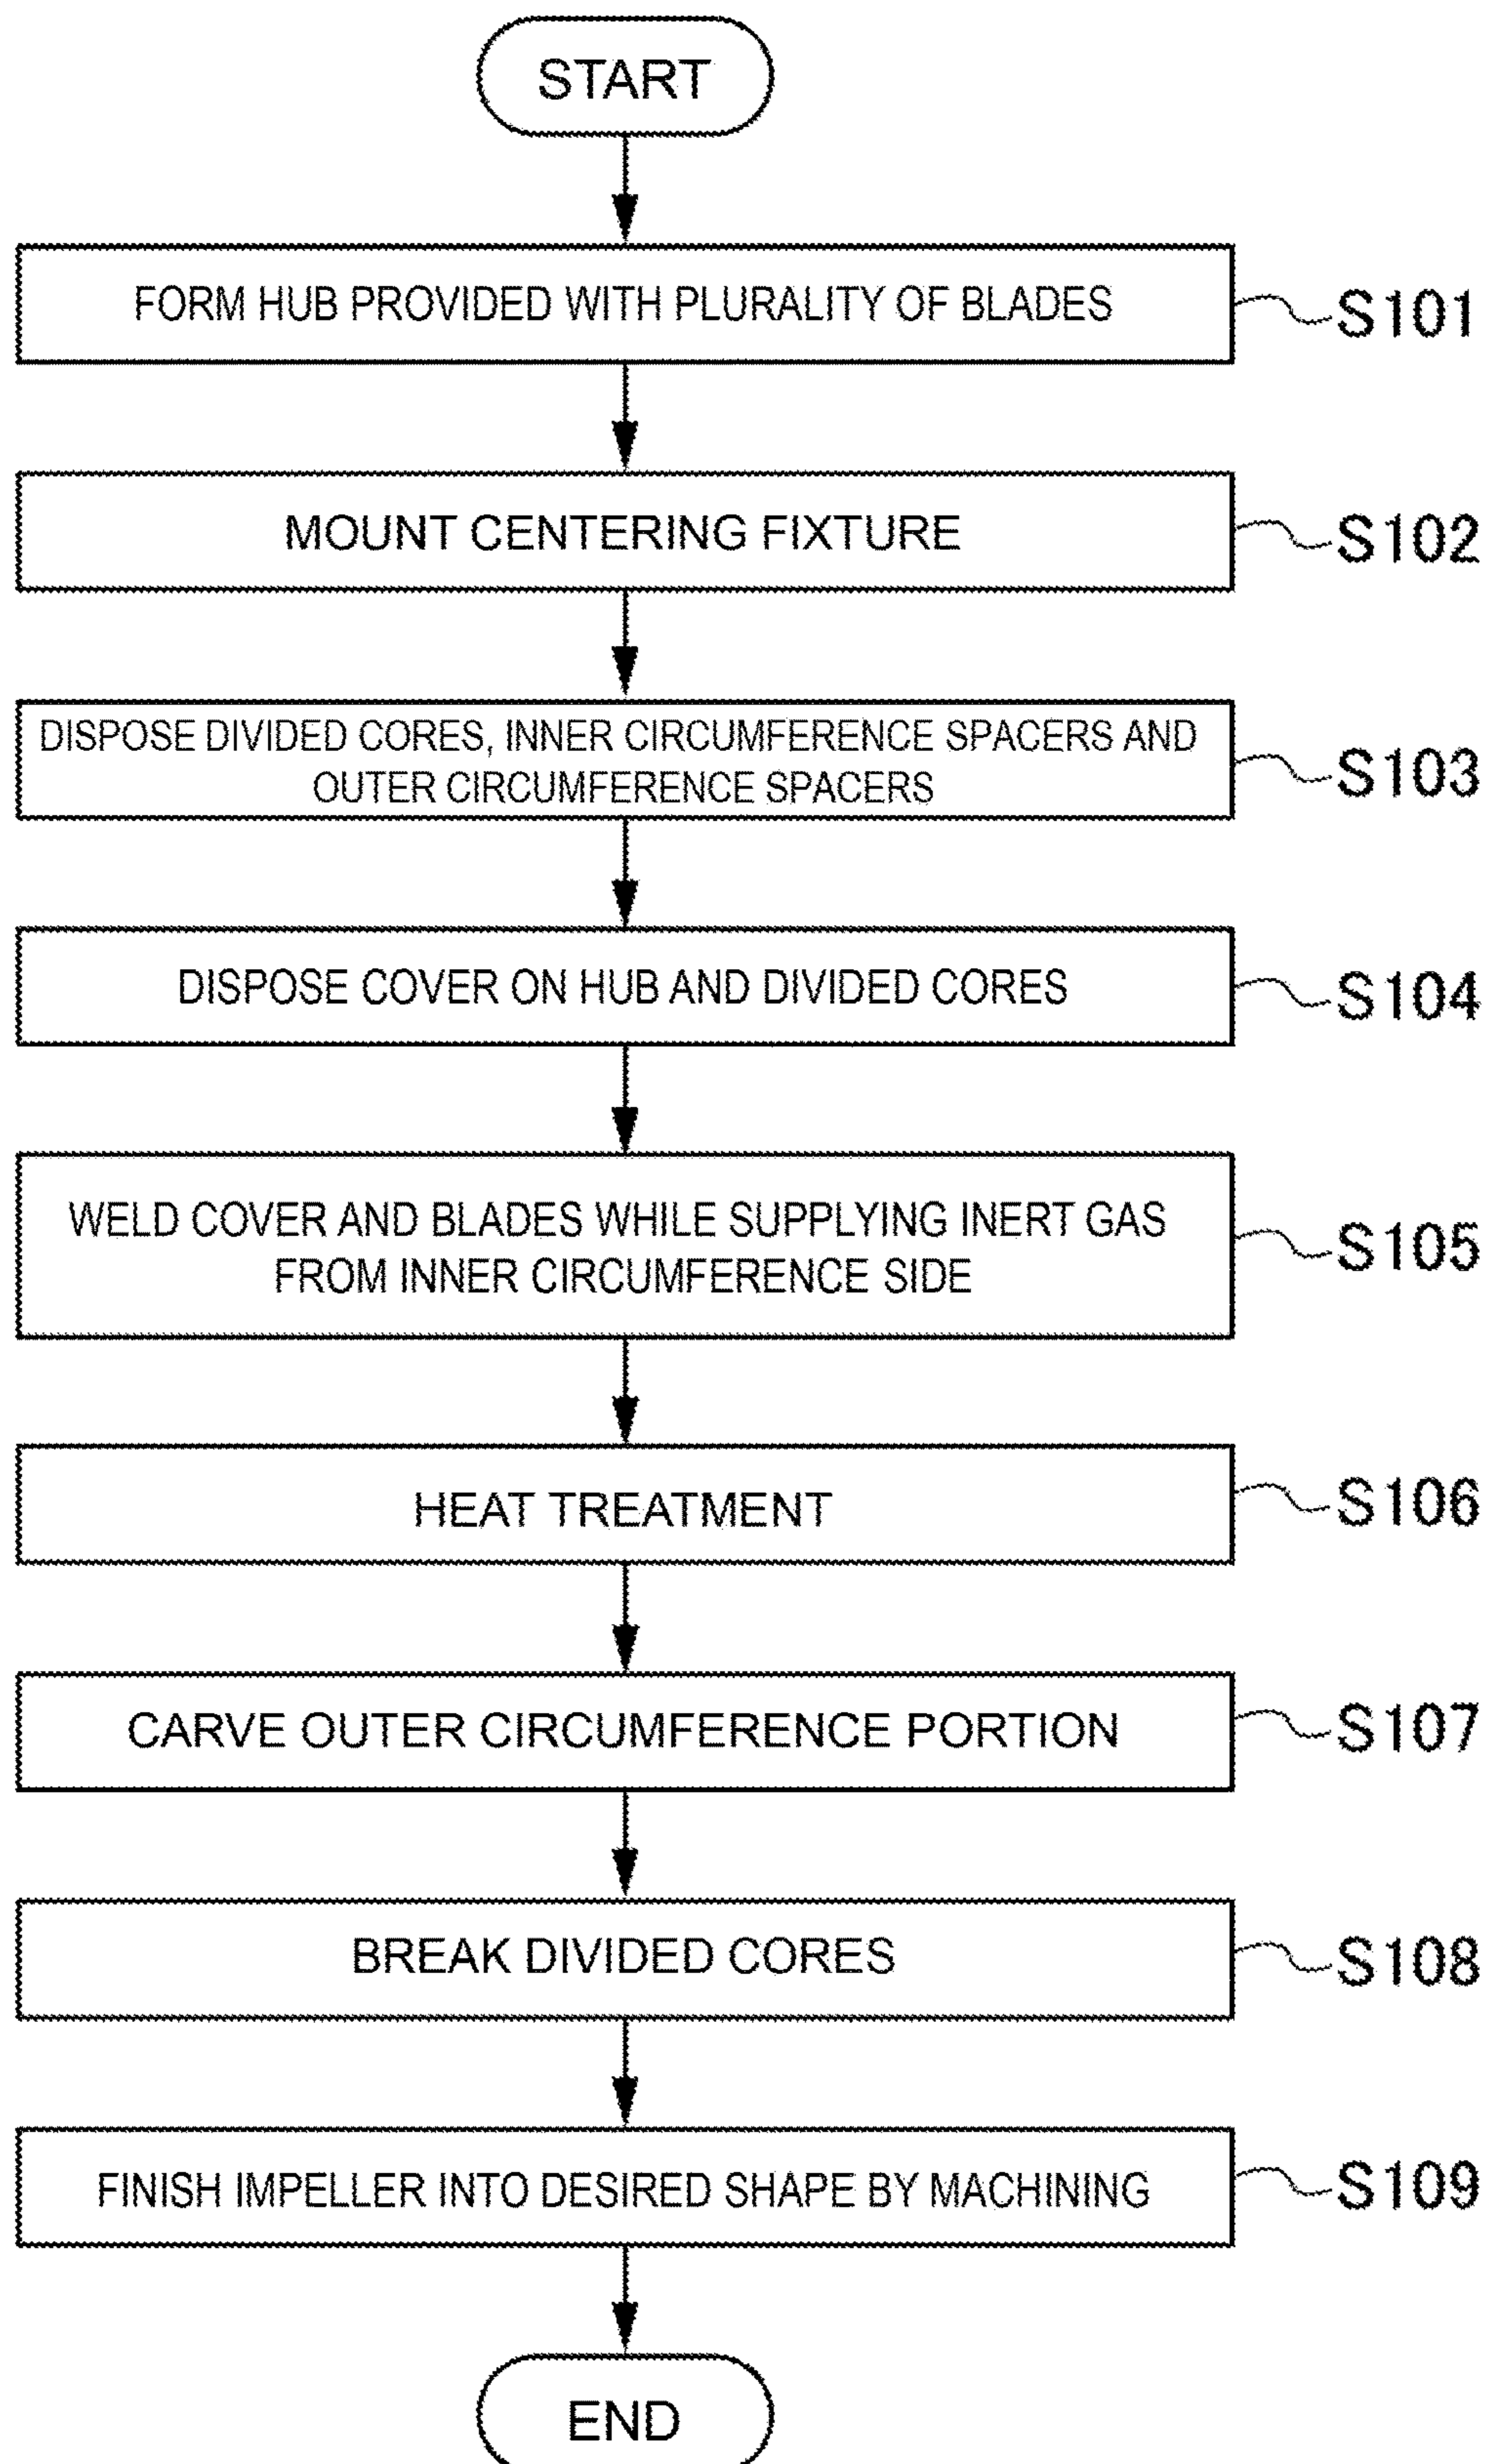 START
FORM HUB PROVIDED WITH PLURALITY OF BLADES
S101
MOUNT CENTERING FIXTURE
S102
DISPOSE DIVIDED CORES, INNER CIRCUMFERENCE SPACERS AND
OUTER CIRCUMFERENCE SPACERS
S103
DISPOSE COVER ON HUB AND DIVIDED CORES
S104
WELD COVER AND BLADES WHILE SUPPLYING INERT GAS
FROM INNER CIRCUMFERENCE SIDE
S105
HEAT TREATMENT
S106
CARVE OUTER CIRCUMFERENCE PORTION
S107
BREAK DIVIDED CORES
S108
FINISH IMPELLER INTO DESIRED SHAPE BY MACHINING
S109
END